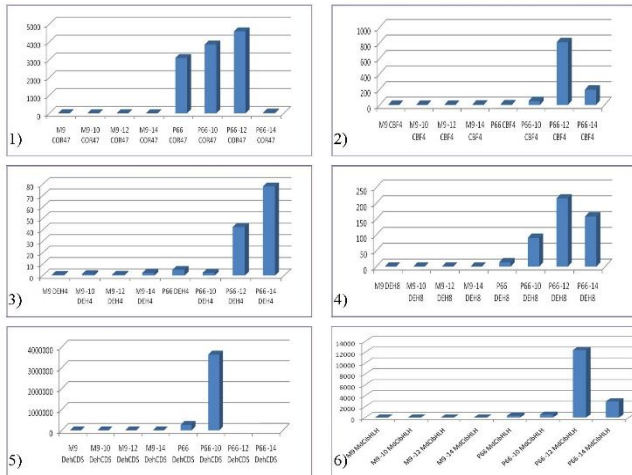 5000
4000
3000
2000
1000
0
M9 COR47
M9 -10 COR47
M9 -12 COR47
M9 -14 COR47
P66 COR47
P66 -10 COR47
P66 -12 COR47
P66 -14 COR47
1)
1000
800
600
400
200
0
M9 CBF4
M9 -10 CBF4
M9 -12 CBF4
M9 -14 CBF4
P66 CBF4
P66 -10 CBF4
P66 -12 CBF4
P66 -14 CBF4
2)
80
70
60
50
40
30
20
10
0
M9 DEH4
M9 -10 DEH4
M9 -12 DEH4
M9 -14 DEH4
P66 DEH4
P66 -10 DEH4
P66 -12 DEH4
P66 -14 DEH4
3)
250
200
150
100
50
0
M9 DEH8
M9 -10 DEH8
M9 -12 DEH8
M9 -14 DEH8
P66 DEH8
P66 -10 DEH8
P66 -12 DEH8
P66 -14 DEH8
4)
4000000
3000000
2000000
1000000
0
M9 DehCDS
M9 -10 DehCDS
M9 -12 DehCDS
M9 -14 DehCDS
P66 DehCDS
P66 -10 DehCDS
P66 -12 DehCDS
P66 -14 DehCDS
5)
14000
12000
10000
8000
6000
4000
2000
0
M9 MdCibHLH
M9 -10 MdCibHLH
M9 -12 MdCibHLH
M9 -14 MdCibHLH
P66 MdCibHLH
P66 -10 MdCibHLH
P66 -12 MdCibHLH
P66 -14 MdCibHLH
6)